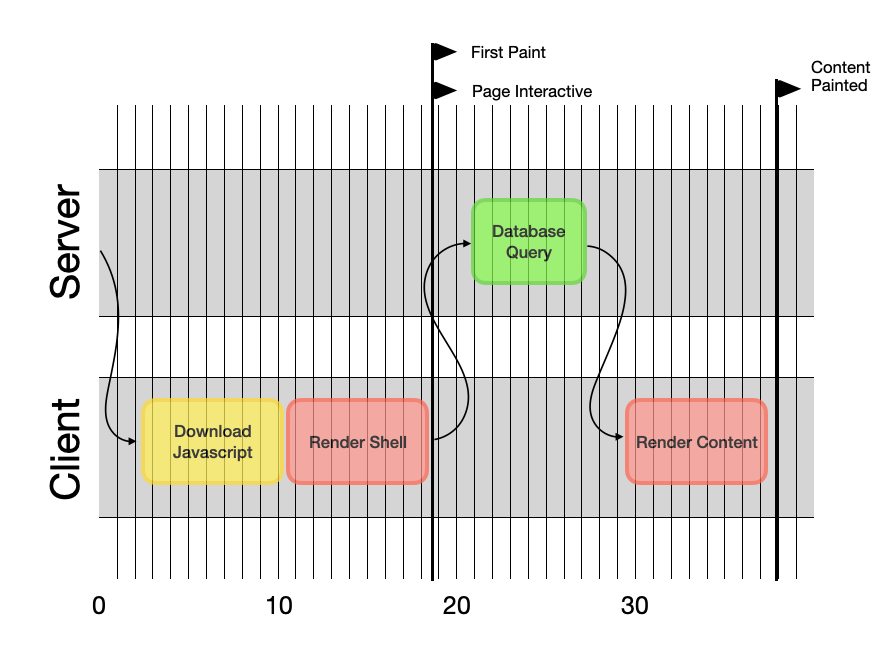 First Paint
Page Interactive
Content
Painted
Server
Database
Query
Client
Download
Javascript
Render Shell
Render Content
0
10
20
30